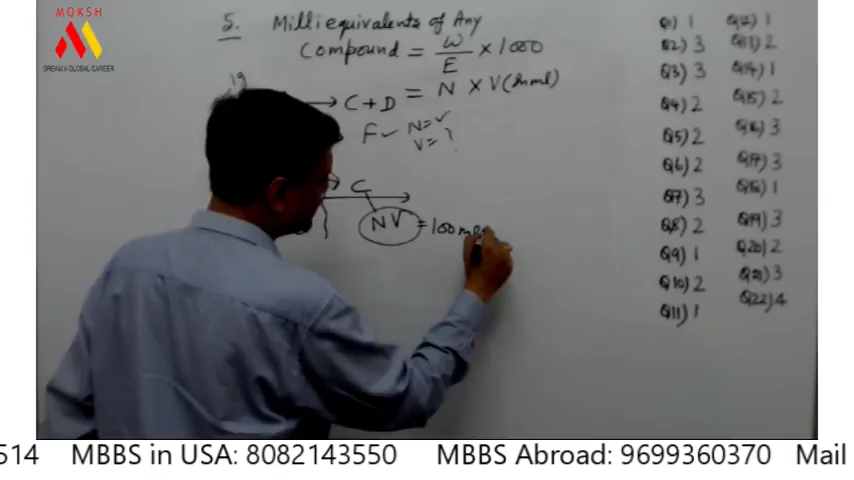 MOKSH
DREAM A GLOBAL CAREER
5. Milliequivalents of Any
Compound = W/E × 1000
= N × V (In ml)
19
→ C + D
F ✓ N = ✓
V = ?
C
NV = 100
Q1) 1
Q2) 3
Q3) 3
Q4) 2
Q5) 2
Q6) 2
Q7) 3
Q8) 2
Q9) 1
Q10) 2
Q11) 1
Q12) 1
Q13) 2
Q14) 1
Q15) 2
Q16) 3
Q17) 3
Q18) 1
Q19) 3
Q20) 2
Q21) 3
Q22) 4
514 MBBS in USA: 8082143550 MBBS Abroad: 9699360370 Mail